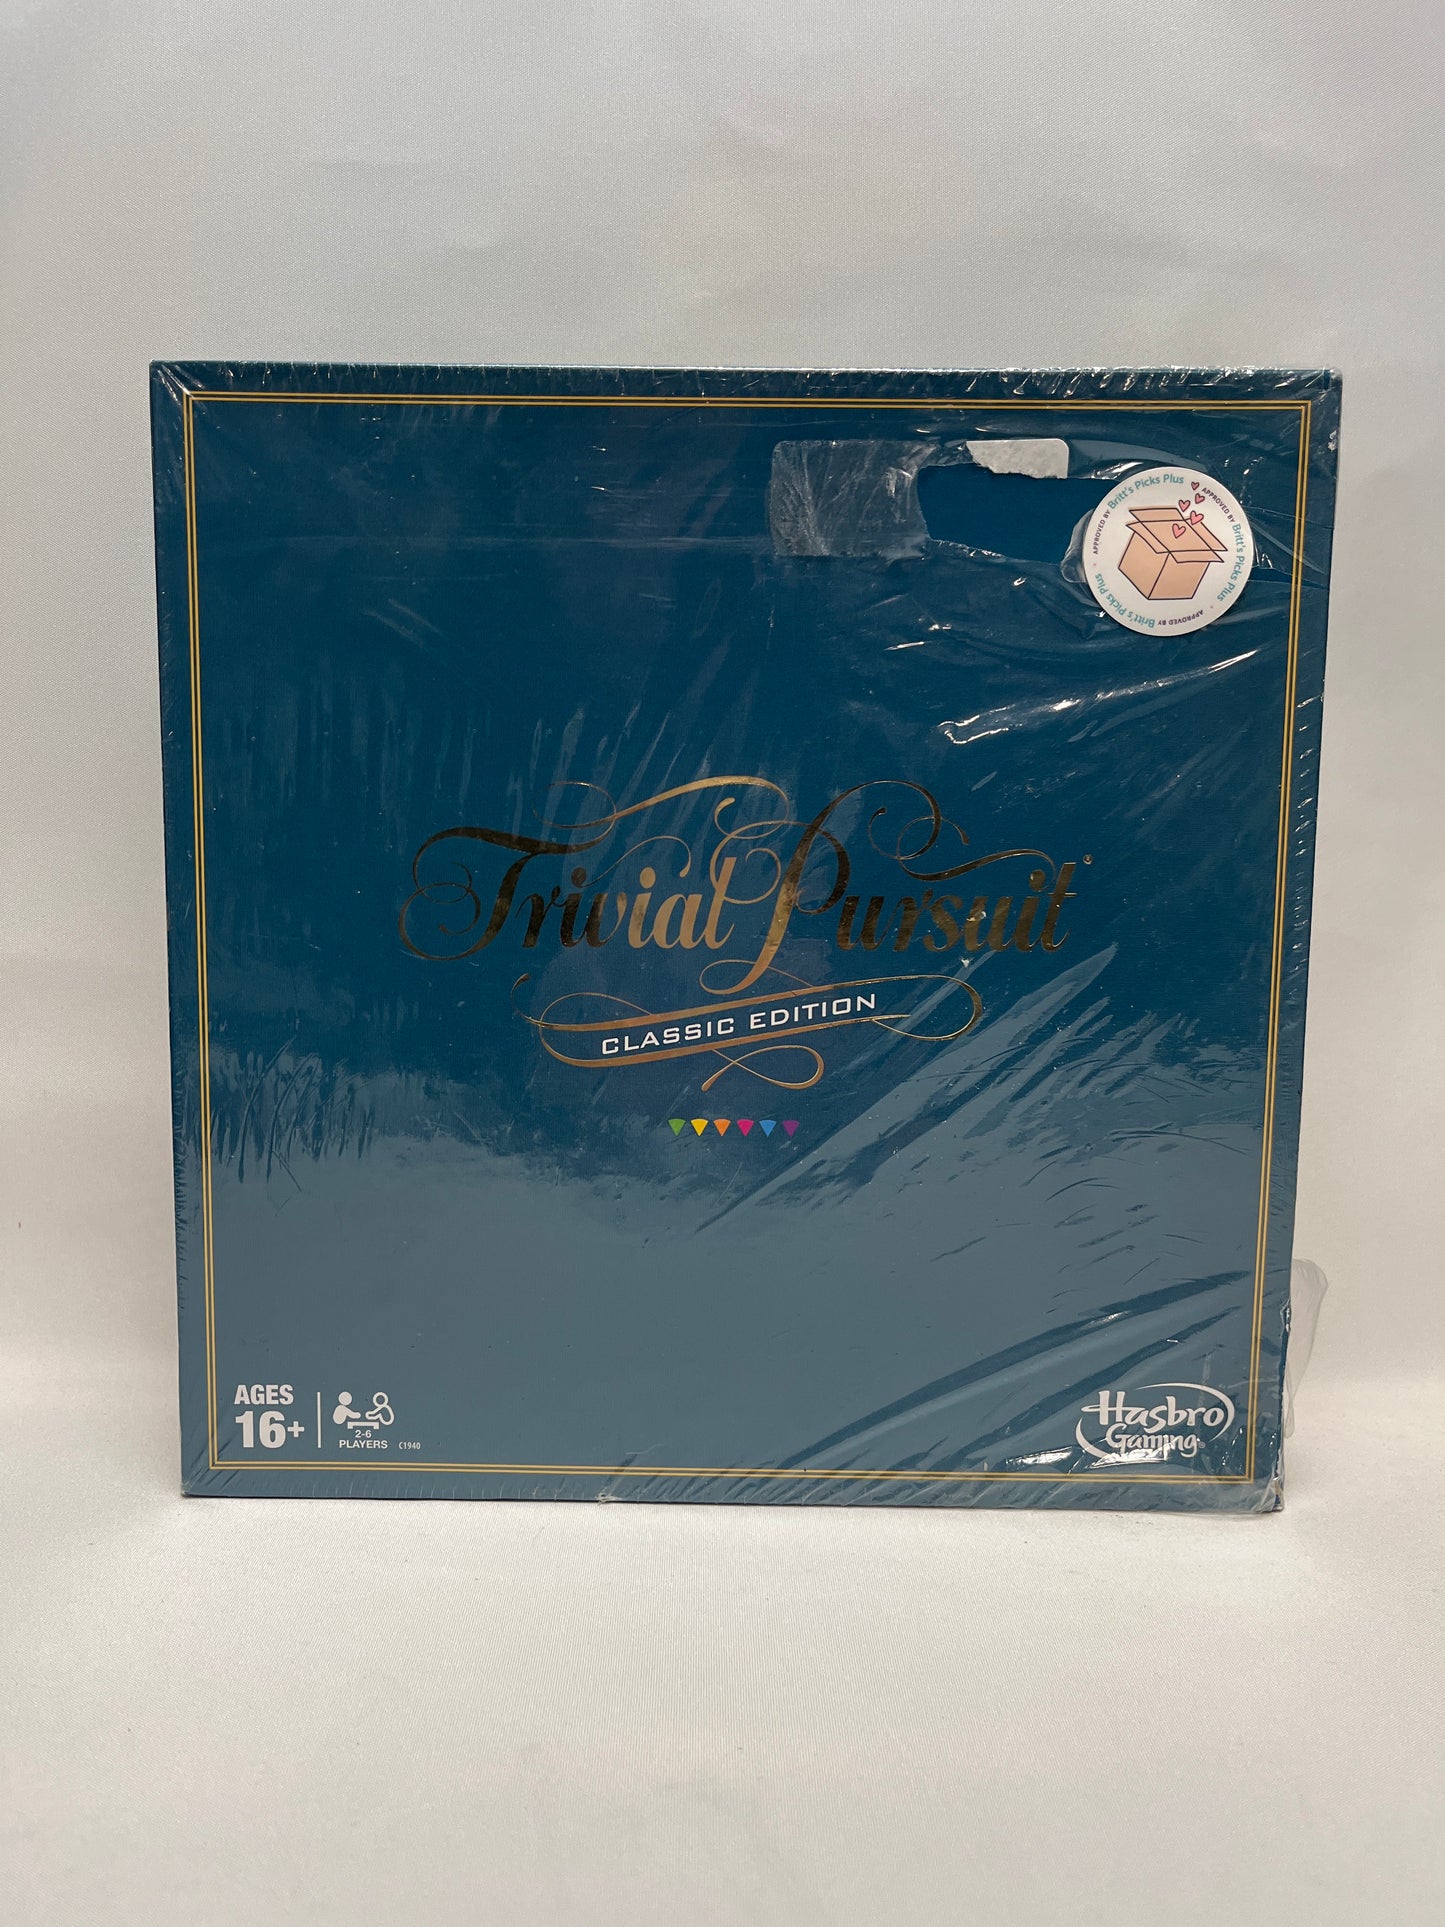 APPROVED BY Britt's Picks Plus
APPROVED BY Britt's Picks Plus
APPROVED BY Britt's Picks Plus
Trivial Pursuit®
CLASSIC EDITION
AGES
16+
2-6
PLAYERS
C1940
Hasbro
Gaming